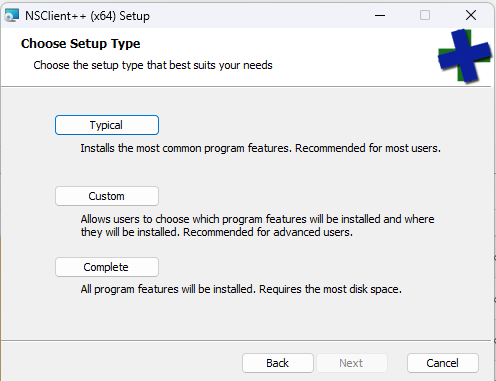 NSClient++ (x64) Setup
Choose Setup Type
Choose the setup type that best suits your needs
Typical
Installs the most common program features. Recommended for most users.
Custom
Allows users to choose which program features will be installed and where
they will be installed. Recommended for advanced users.
Complete
All program features will be installed. Requires the most disk space.
Back Next Cancel